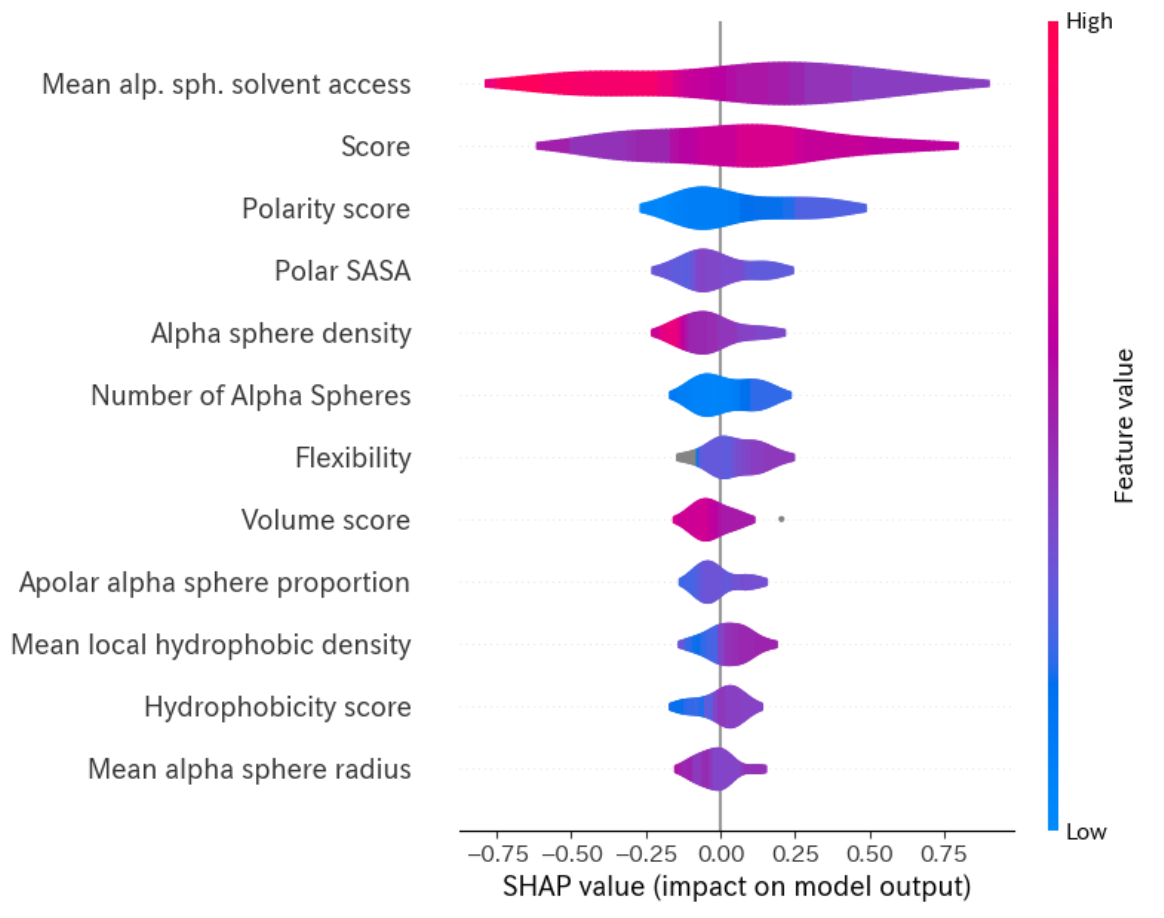 High
Mean alp. sph. solvent access
Score
Polarity score
Polar SASA
Alpha sphere density
Number of Alpha Spheres
Flexibility
Volume score
Apolar alpha sphere proportion
Mean local hydrophobic density
Hydrophobicity score
Mean alpha sphere radius
Feature value
Low
−0.75 −0.50 −0.25 0.00 0.25 0.50 0.75
SHAP value (impact on model output)